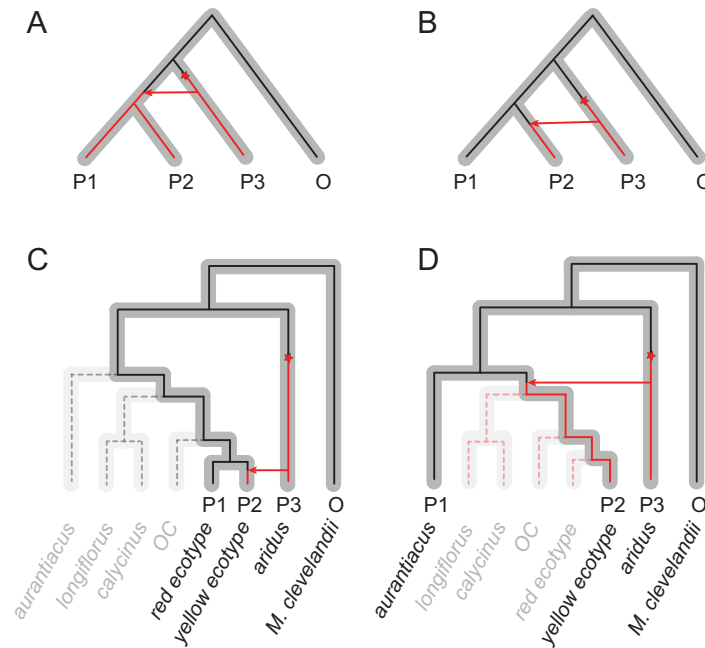 A
B
P1
P2
P3
O
P1
P2
P3
O
C
D
P1
P2
P3
O
P1
P2
P3
O
aurantiacus
longiflorus
calycinus
OC
red ecotype
yellow ecotype
aridus
M. clevelandii
aurantiacus
longiflorus
calycinus
OC
red ecotype
yellow ecotype
aridus
M. clevelandii